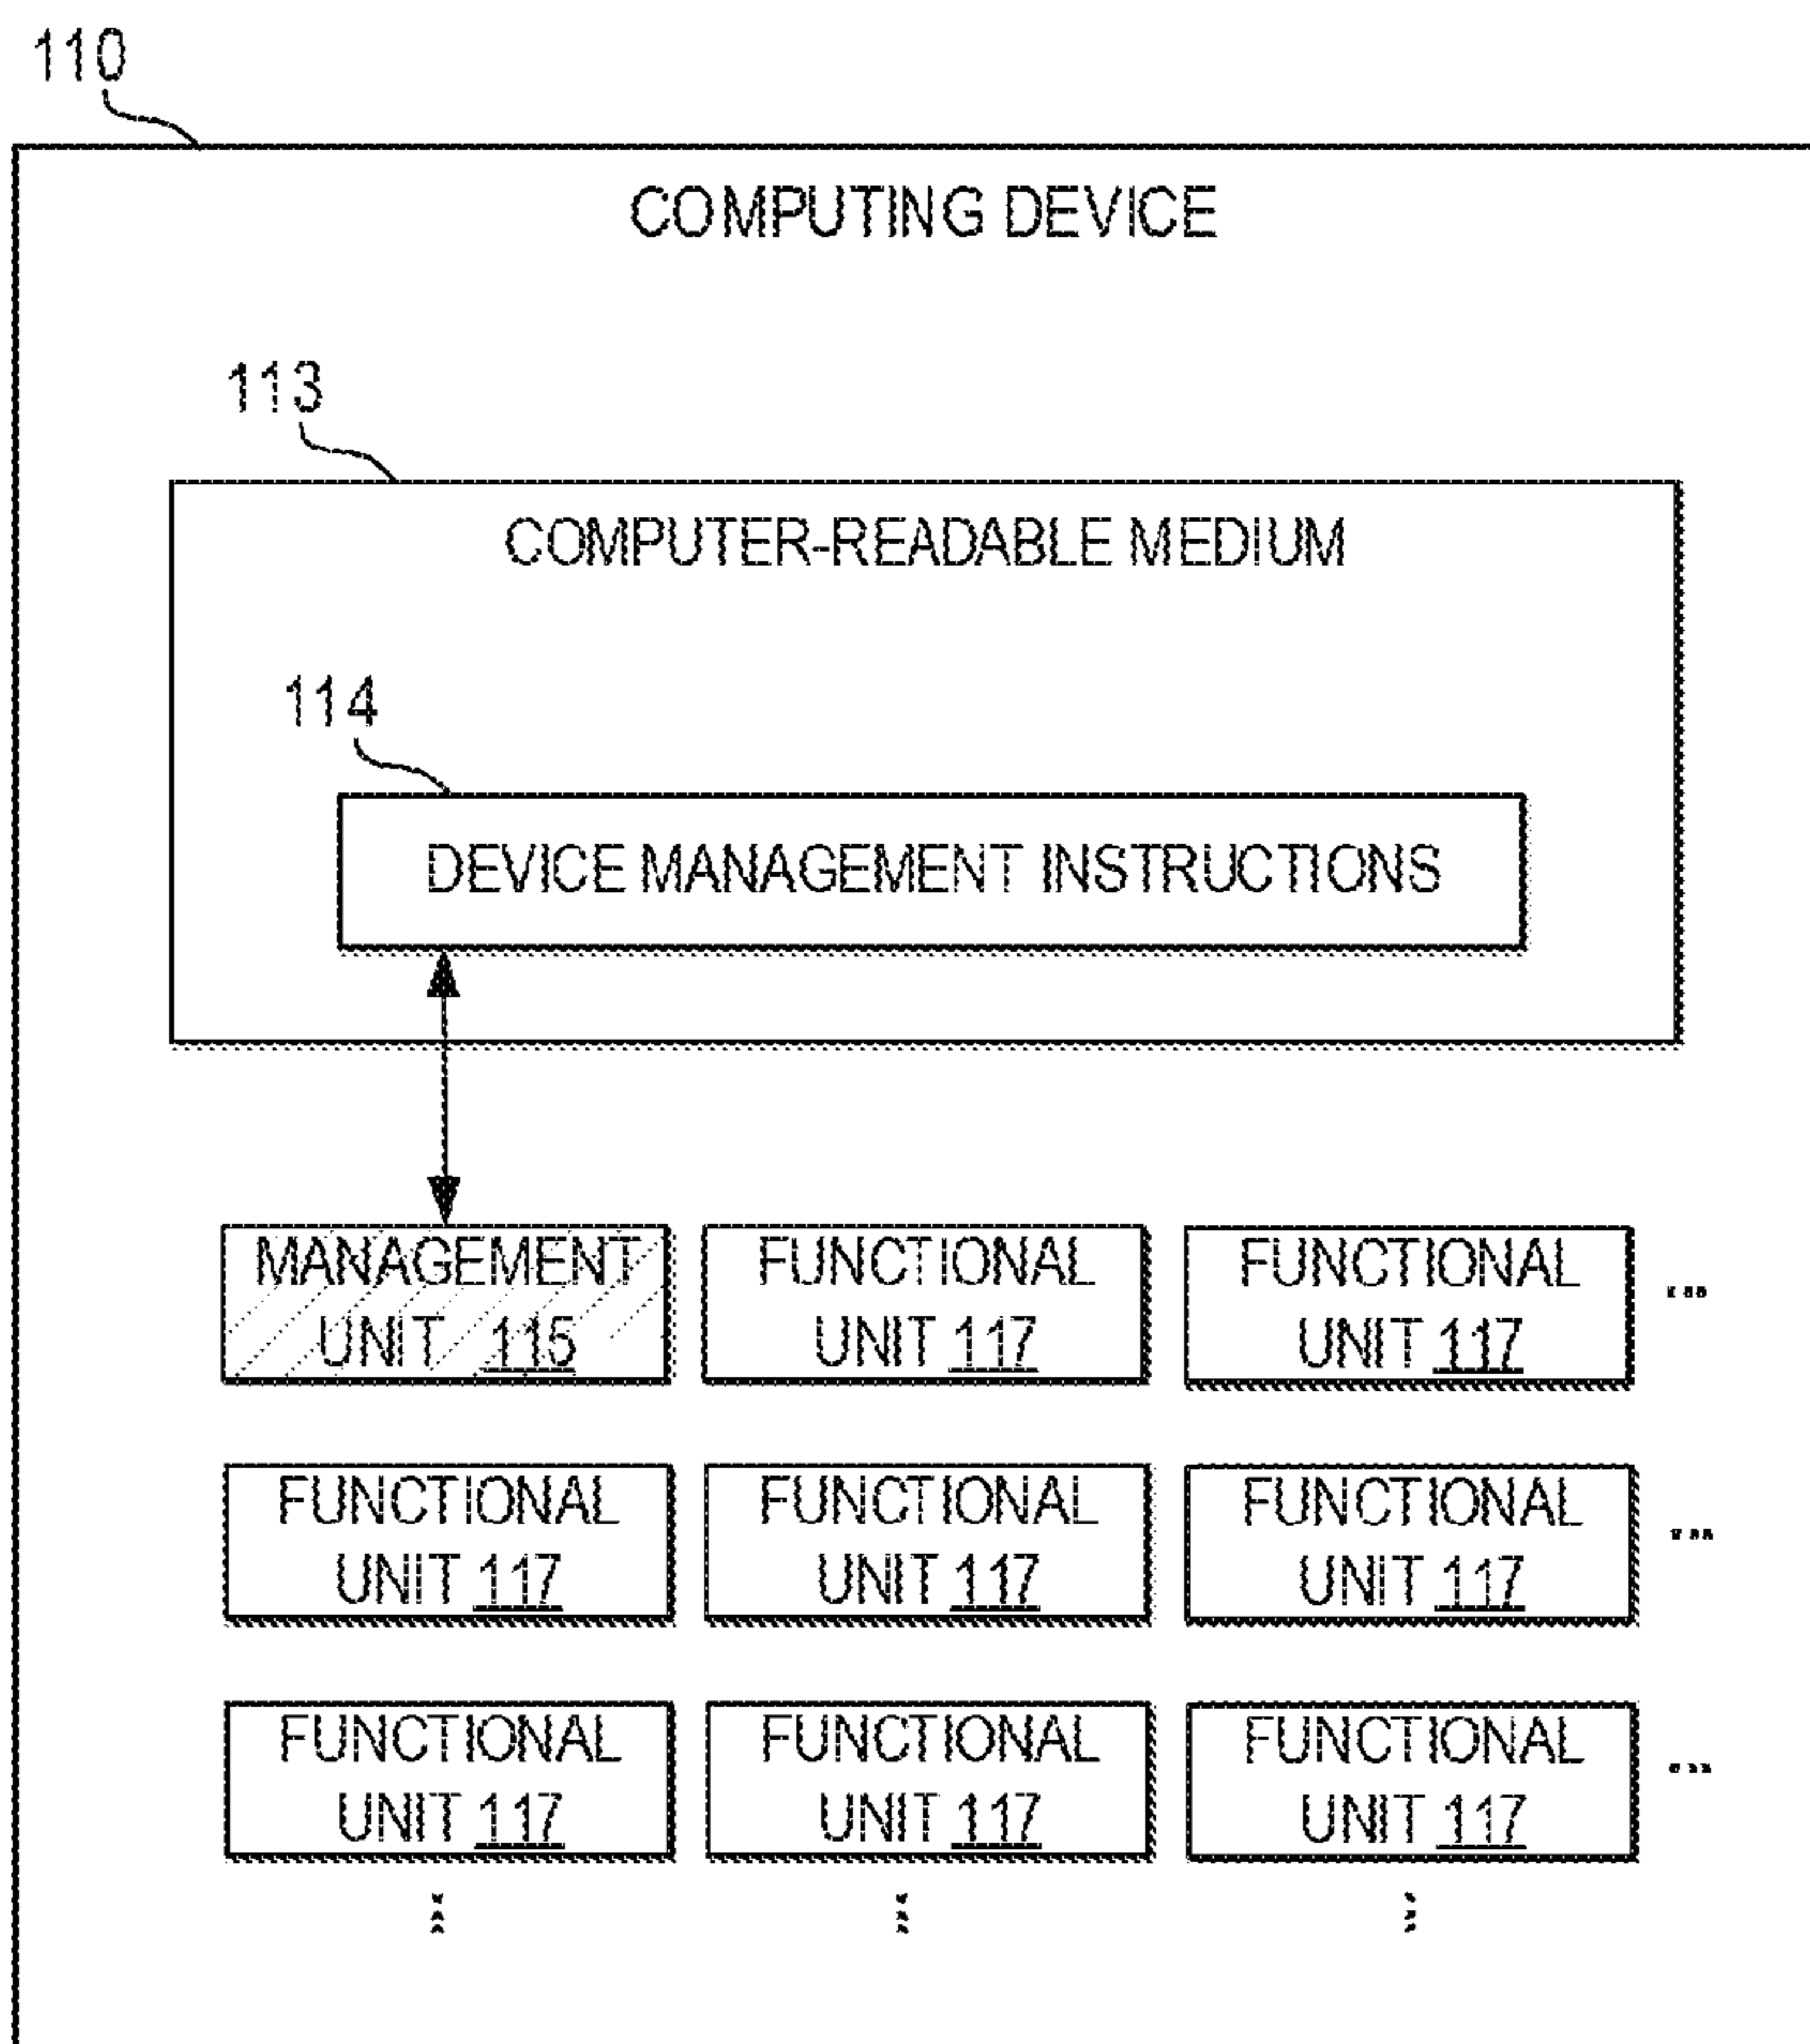 110
COMPUTING DEVICE
113
COMPUTER-READABLE MEDIUM
114
DEVICE MANAGEMENT INSTRUCTIONS
MANAGEMENT UNIT 115
FUNCTIONAL UNIT 117
FUNCTIONAL UNIT 117
...
FUNCTIONAL UNIT 117
FUNCTIONAL UNIT 117
FUNCTIONAL UNIT 117
...
FUNCTIONAL UNIT 117
FUNCTIONAL UNIT 117
FUNCTIONAL UNIT 117
...